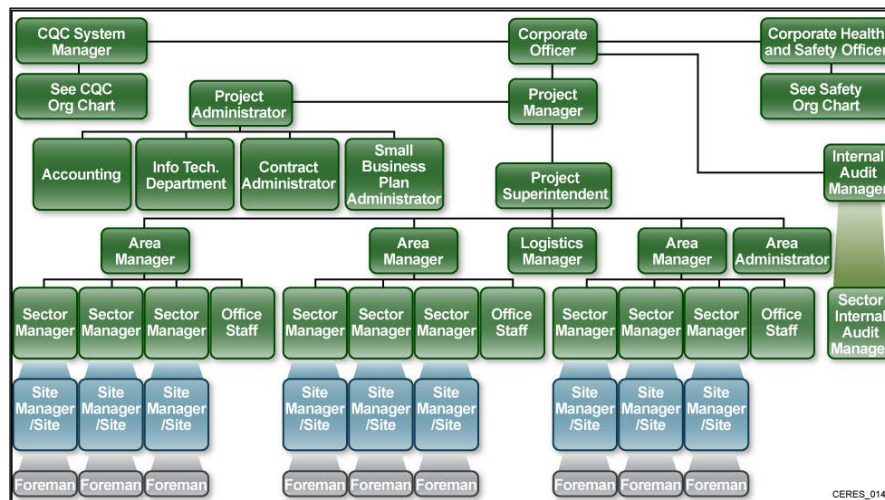 CQC System
Manager
Corporate
Officer
Corporate Health
and Safety Officer
See CQC
Org Chart
Project
Administrator
Project
Manager
See Safety
Org Chart
Accounting
Info Tech.
Department
Contract
Administrator
Small
Business
Plan
Administrator
Project
Superintendent
Internal
Audit
Manager
Area
Manager
Area
Manager
Logistics
Manager
Area
Manager
Area
Administrator
Sector
Manager
Sector
Manager
Sector
Manager
Office
Staff
Sector
Manager
Sector
Manager
Sector
Manager
Office
Staff
Sector
Manager
Sector
Manager
Sector
Manager
Office
Staff
Sector
Internal
Audit
Manager
Site
Manager
/Site
Site
Manager
/Site
Site
Manager
/Site
Site
Manager
/Site
Site
Manager
/Site
Site
Manager
/Site
Site
Manager
/Site
Site
Manager
/Site
Site
Manager
/Site
Foreman
Foreman
Foreman
Foreman
Foreman
Foreman
Foreman
Foreman
Foreman
CERES_014